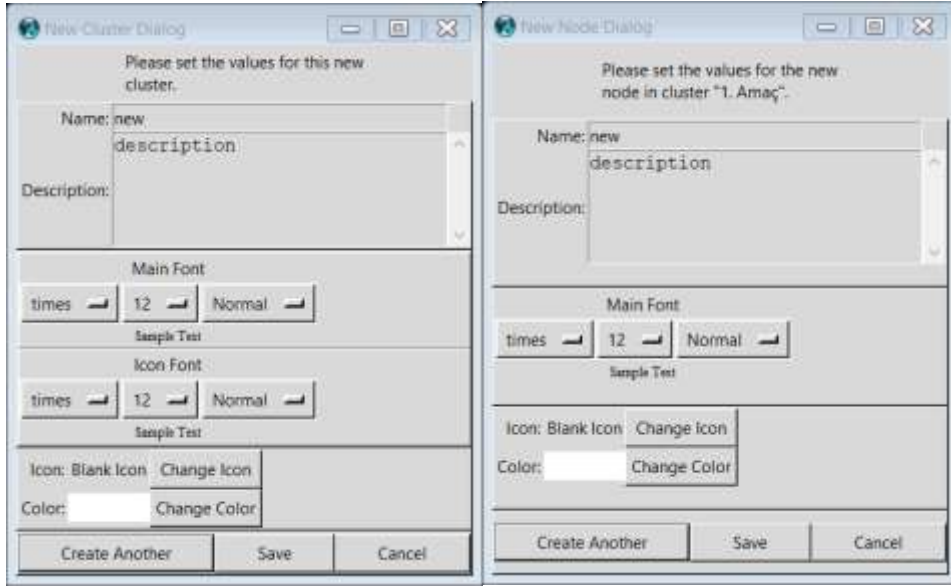 New Cluster Dialog
Please set the values for this new
cluster.
Name: new
Description:
description
Main Font
times 12 Normal
Sample Text
Icon Font
times 12 Normal
Sample Text
Icon: Blank Icon Change Icon
Color: Change Color
Create Another Save Cancel
New Node Dialog
Please set the values for the new
node in cluster "1. Amaç".
Name: new
Description:
description
Main Font
times 12 Normal
Sample Text
Icon: Blank Icon Change Icon
Color: Change Color
Create Another Save Cancel